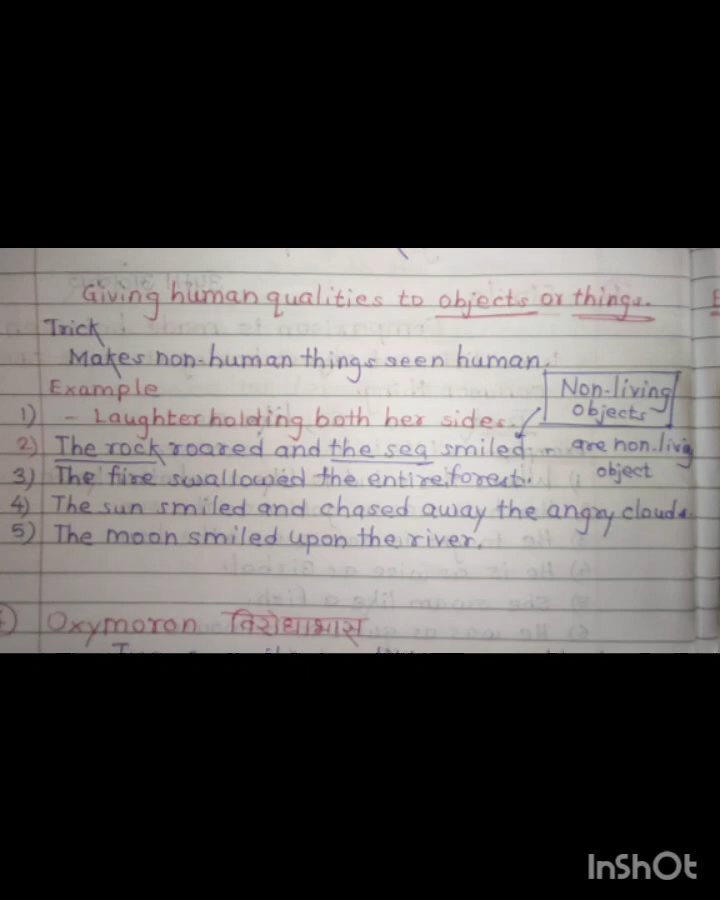 Giving human qualities to objects or things.
Trick
Makes non-human things seen human.
Example
Non-living
objects
1) - Laughter holding both her sides.
2) The rock roared and the sea smiled - are non-livig
object
3) The fire swallowed the entire forest.
4) The sun smiled and chased away the angry clouds.
5) The moon smiled upon the river.
Oxymoron विरोधाभास
InShOt